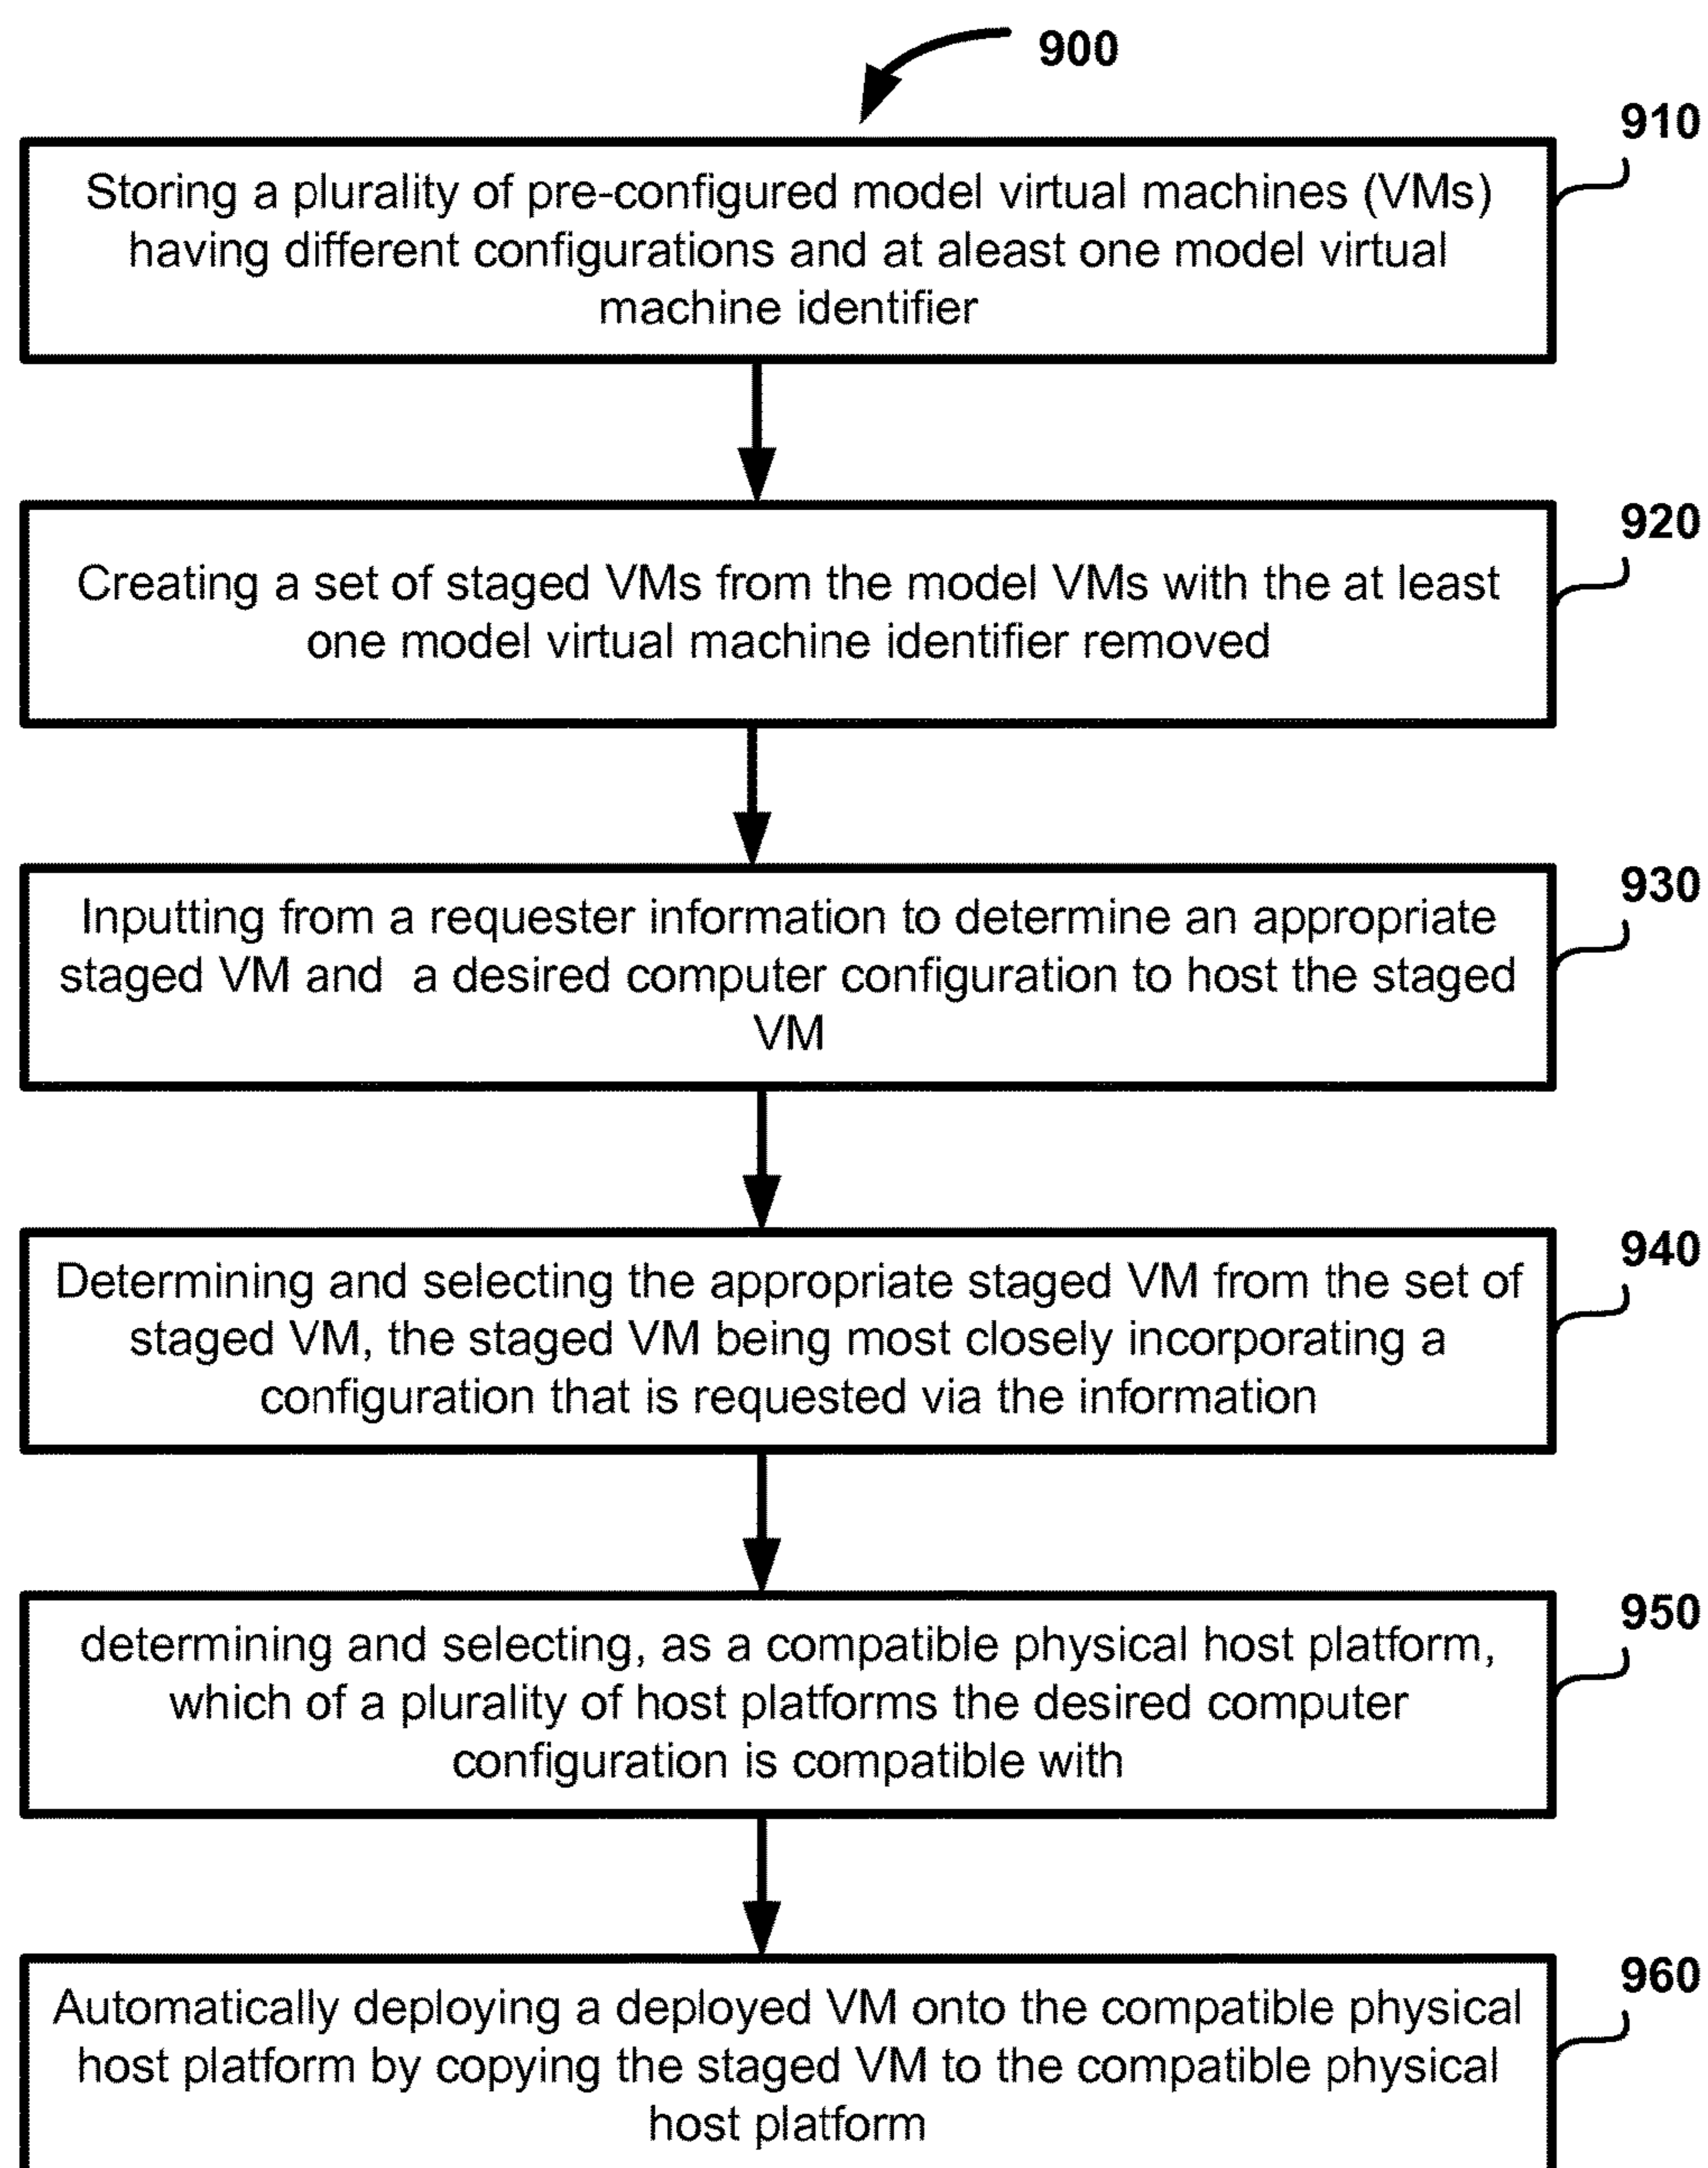 900
910
Storing a plurality of pre-configured model virtual machines (VMs)
having different configurations and at aleast one model virtual
machine identifier
920
Creating a set of staged VMs from the model VMs with the at least
one model virtual machine identifier removed
930
Inputting from a requester information to determine an appropriate
staged VM and a desired computer configuration to host the staged
VM
940
Determining and selecting the appropriate staged VM from the set of
staged VM, the staged VM being most closely incorporating a
configuration that is requested via the information
950
determining and selecting, as a compatible physical host platform,
which of a plurality of host platforms the desired computer
configuration is compatible with
960
Automatically deploying a deployed VM onto the compatible physical
host platform by copying the staged VM to the compatible physical
host platform